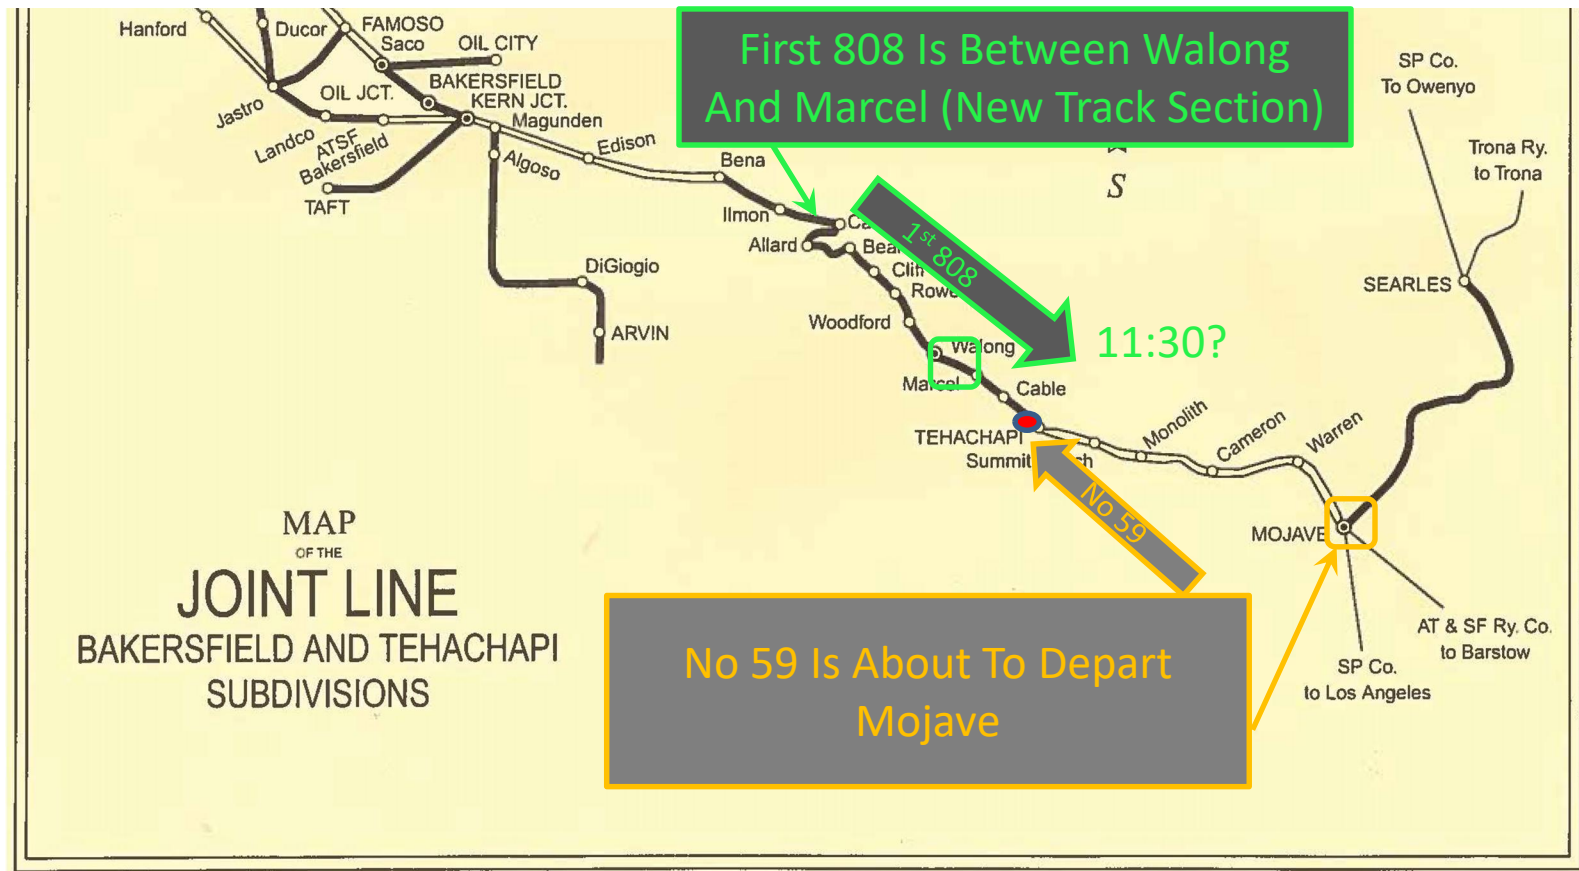 Hanford
Ducor
FAMOSO
Saco
OIL CITY
BAKERSFIELD
KERN JCT.
Magunden
Jastro
OIL JCT.
Landco
ATSF
Bakersfield
TAFT
Algoso
Edison
Bena
Ilmon
Allard
DiGiogio
ARVIN
First 808 Is Between Walong
And Marcel (New Track Section)
S
SP Co.
To Owenyo
Trona Ry.
to Trona
SEARLES
1st 808
11:30?
Woodford
Walong
Marcel
Cable
TEHACHAPI
Summit
Monolith
Cameron
Warren
MOJAVE
No 59
No 59 Is About To Depart
Mojave
AT & SF Ry. Co.
to Barstow
SP Co.
to Los Angeles
MAP
OF THE
JOINT LINE
BAKERSFIELD AND TEHACHAPI
SUBDIVISIONS